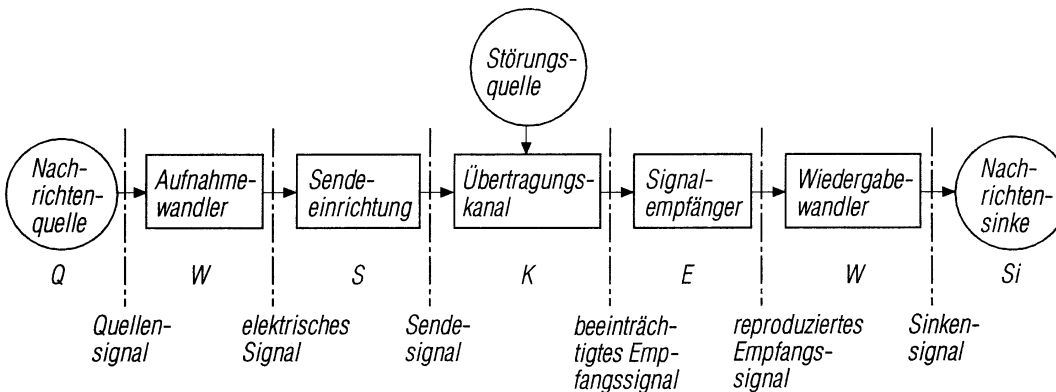 Störungs-
quelle
Nach-
richten-
quelle
Aufnahme-
wandler
Sende-
einrichtung
Übertragungs-
kanal
Signal-
empfänger
Wiedergabe-
wandler
Nach-
richten-
sinke
Q
W
S
K
E
W
Si
Quellen-
signal
elektrisches
Signal
Sende-
signal
beeinträch-
tigtes Emp-
fangssignal
reproduziertes
Empfangs-
signal
Sinken-
signal